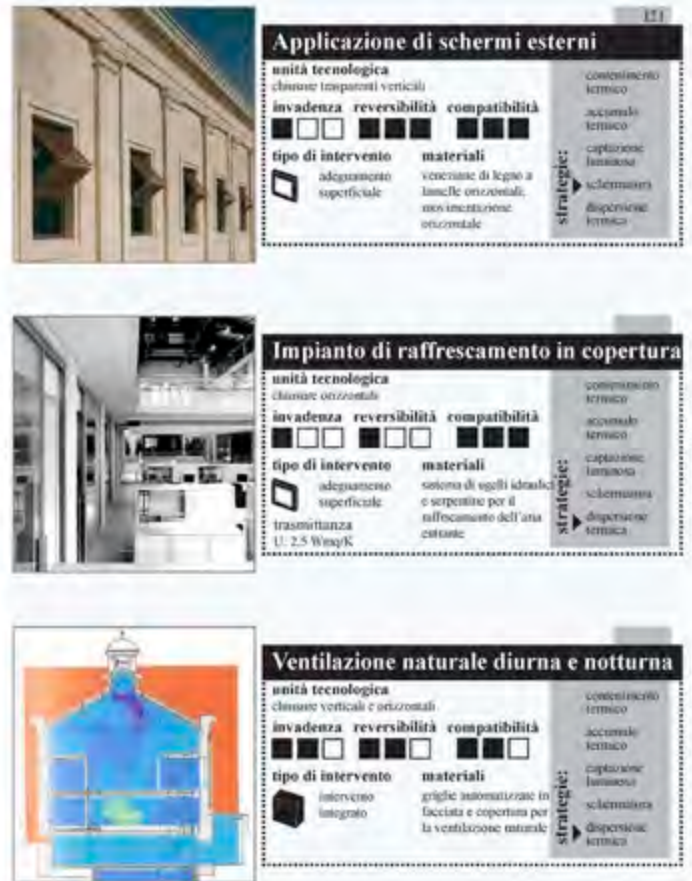 121
Applicazione di schermi esterni
unità tecnologica
chiusure trasparenti verticali
invadenza reversibilità compatibilità
tipo di intervento materiali
adeguamento superficiale
veneziane di legno a
lamelle orizzontali,
movimentazione
orizzontale
strategie:
contenimento
termico
accumulo
termico
captazione
luminosa
schermatura
dispersione
termica
Impianto di raffrescamento in copertura
unità tecnologica
chiusure orizzontali
invadenza reversibilità compatibilità
tipo di intervento materiali
adeguamento
superficiale
sistema di ugelli idraulici
e serpentine per il
raffrescamento dell'aria
entrante
trasmittanza
U: 2,5 Wmq/K
strategie:
contenimento
termico
accumulo
termico
captazione
luminosa
schermatura
dispersione
termica
Ventilazione naturale diurna e notturna
unità tecnologica
chiusure verticali e orizzontali
invadenza reversibilità compatibilità
tipo di intervento materiali
intervento
integrato
griglie automatizzate in
facciata e copertura per
la ventilazione naturale
strategie:
contenimento
termico
accumulo
termico
captazione
luminosa
schermatura
dispersione
termica